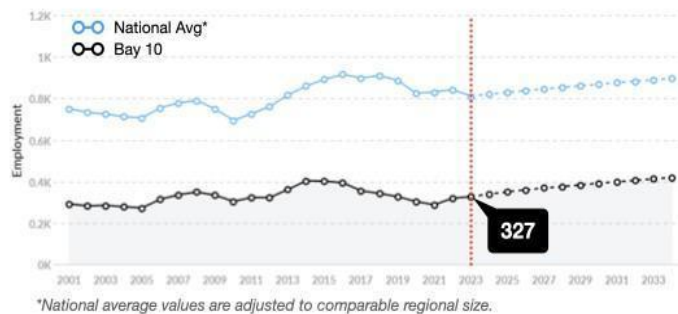 1.2K
National Avg*
Bay 10
1.0K
0.8K
0.6K
0.4K
0.2K
0K
Employment
327
2001 2003 2005 2007 2009 2011 2013 2015 2017 2019 2021 2023 2025 2027 2029 2031 2033
*National average values are adjusted to comparable regional size.